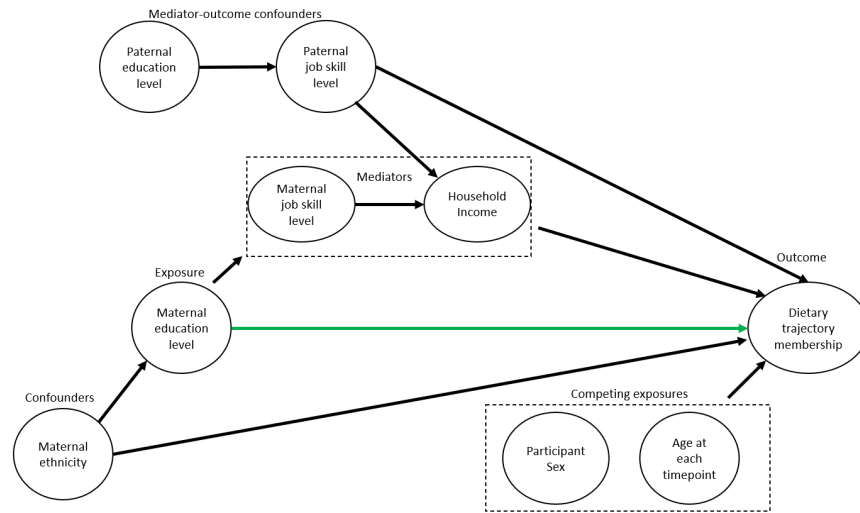 Mediator-outcome confounders
Paternal
education
level
Paternal
job skill
level
Mediators
Maternal
job skill
level
Household
Income
Exposure
Maternal
education
level
Outcome
Dietary
trajectory
membership
Confounders
Maternal
ethnicity
Competing exposures
Participant
Sex
Age at
each
timepoint